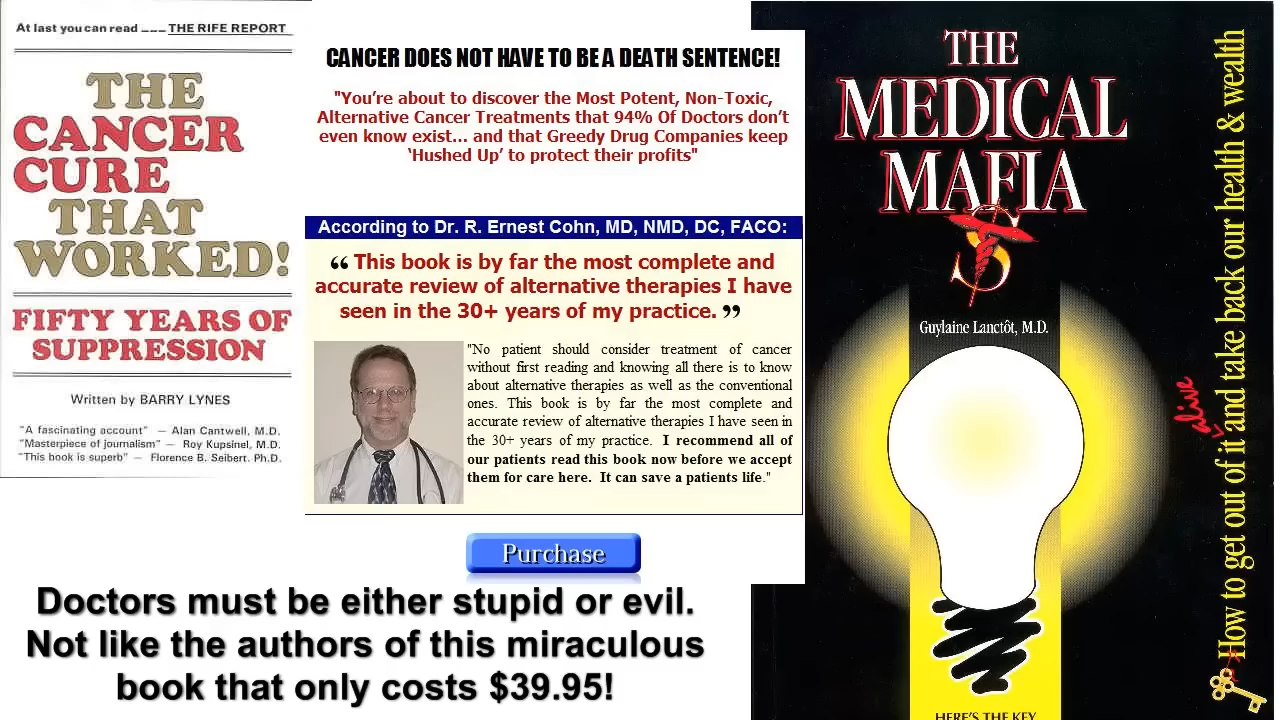 At last you can read ––– THE RIFE REPORT
THE
CANCER
CURE
THAT
WORKED!
FIFTY YEARS OF
SUPPRESSION
Written by BARRY LYNES
"A fascinating account" — Alan Cantwell, M.D.
"Masterpiece of journalism" — Roy Kupsinel, M.D.
"This book is superb" — Florence B. Seibert. Ph.D.
CANCER DOES NOT HAVE TO BE A DEATH SENTENCE!
"You’re about to discover the Most Potent, Non-Toxic,
Alternative Cancer Treatments that 94% Of Doctors don’t
even know exist... and that Greedy Drug Companies keep
‘Hushed Up’ to protect their profits"
According to Dr. R. Ernest Cohn, MD, NMD, DC, FACO:
“ This book is by far the most complete and
accurate review of alternative therapies I have
seen in the 30+ years of my practice. ”
"No patient should consider treatment of cancer
without first reading and knowing all there is to know
about alternative therapies as well as the conventional
ones. This book is by far the most complete and
accurate review of alternative therapies I have seen in
the 30+ years of my practice. I recommend all of
our patients read this book now before we accept
them for care here. It can save a patients life."
Purchase
Doctors must be either stupid or evil.
Not like the authors of this miraculous
book that only costs $39.95!
THE
MEDICAL
MAFIA
Guylaine Lanctôt, M.D.
HERE'S THE KEY
How to get out of it alive and take back our health & wealth